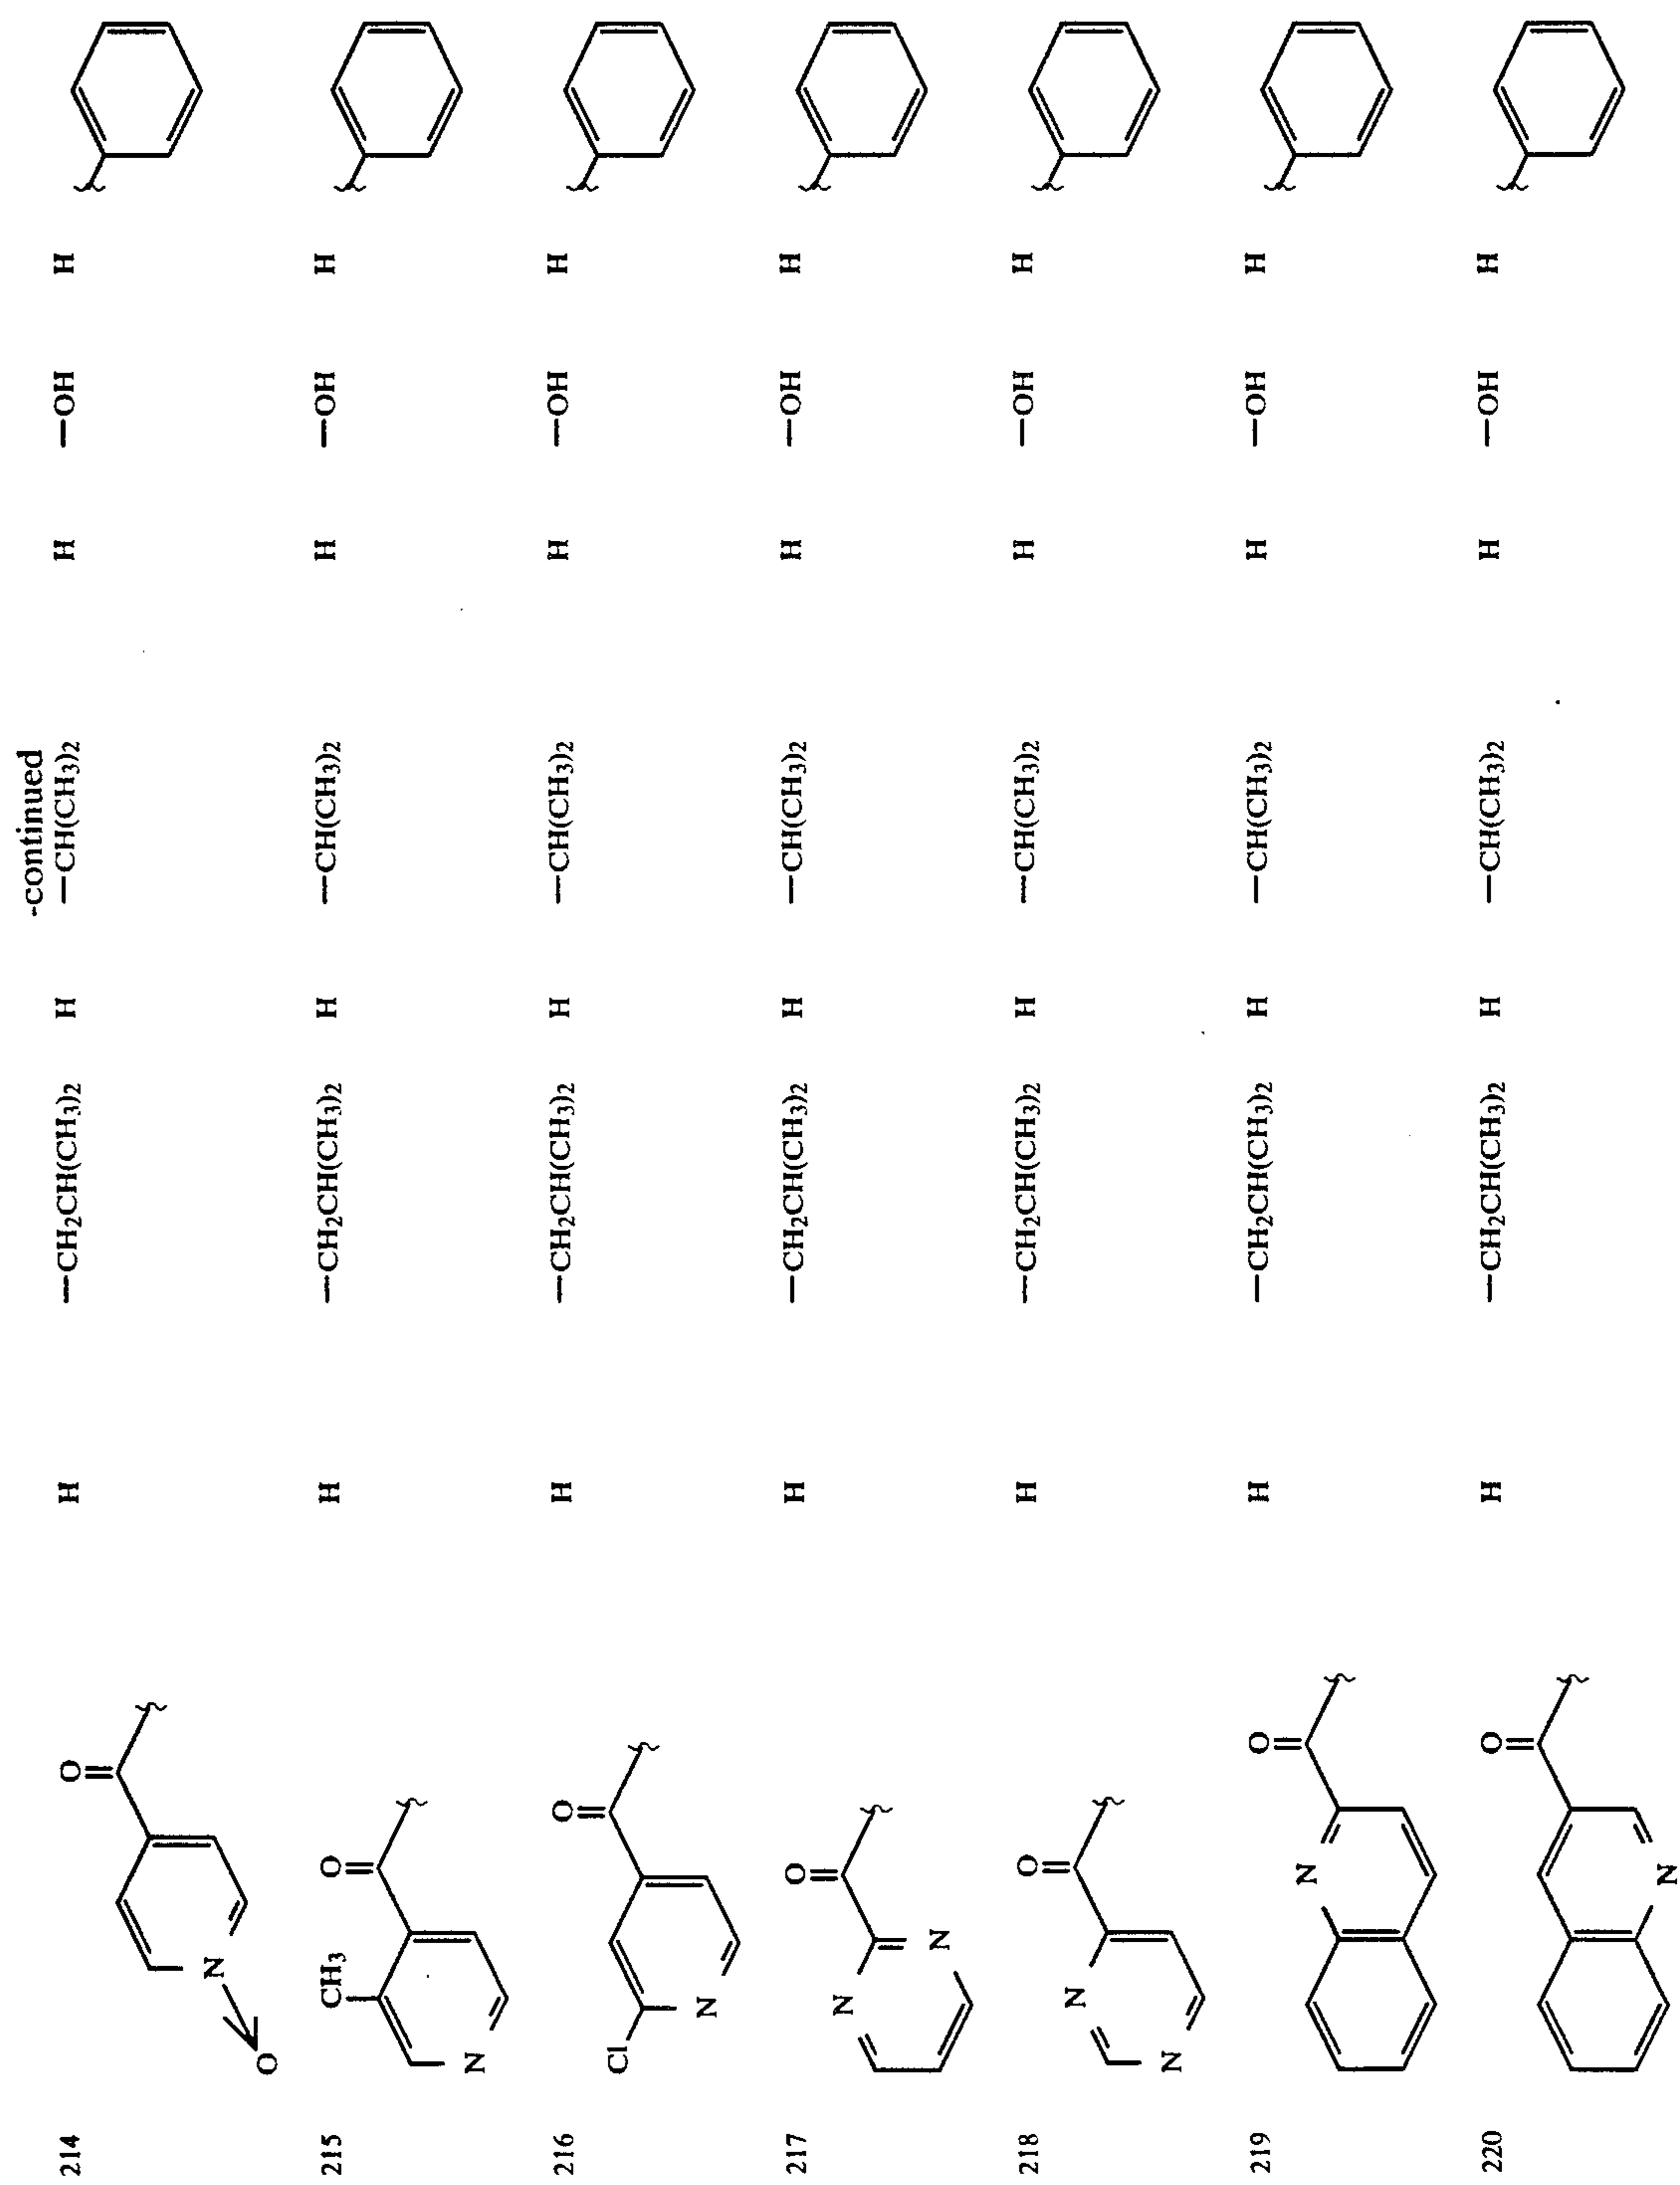 -continued
214 H —CH₂CH(CH₃)₂ H —CH(CH₃)₂ H —OH H
O
N
O
215 H —CH₂CH(CH₃)₂ H —CH(CH₃)₂ H —OH H
CH₃ O
N
216 H —CH₂CH(CH₃)₂ H —CH(CH₃)₂ H —OH H
O
Cl
N
217 H —CH₂CH(CH₃)₂ H —CH(CH₃)₂ H —OH H
O
N
N
218 H —CH₂CH(CH₃)₂ H —CH(CH₃)₂ H —OH H
O
N
N
219 H —CH₂CH(CH₃)₂ H —CH(CH₃)₂ H —OH H
O
N
220 H —CH₂CH(CH₃)₂ H —CH(CH₃)₂ H —OH H
O
N